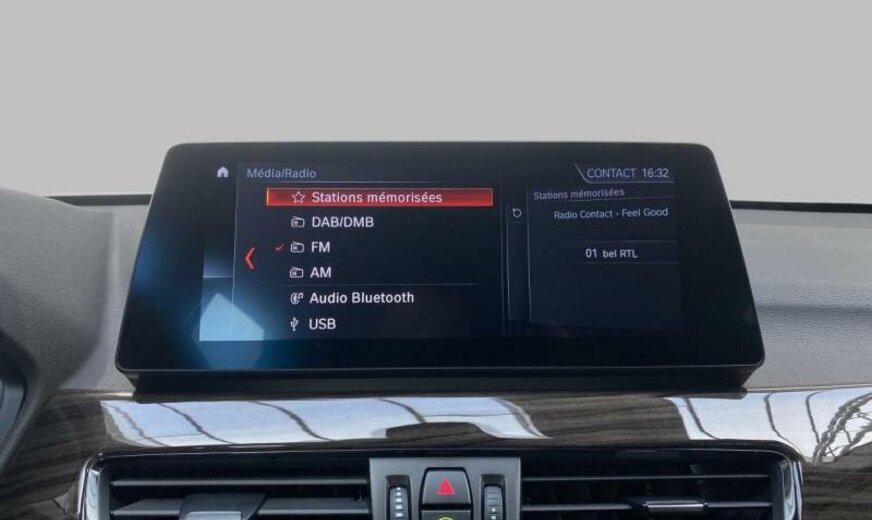 Média/Radio
CONTACT 16:32
Stations mémorisées
DAB/DMB
FM
AM
Audio Bluetooth
USB
Stations mémorisées
Radio Contact - Feel Good
01 bel RTL